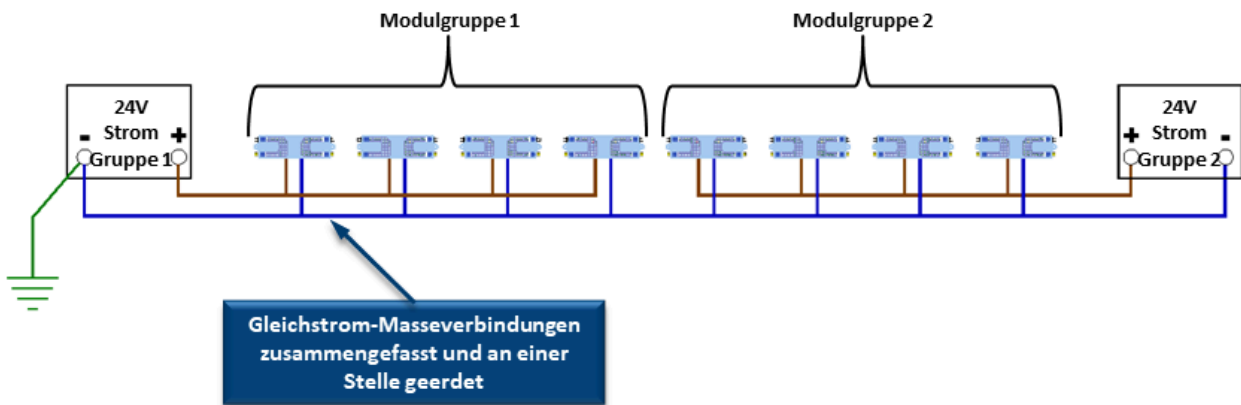 Modulgruppe 1
Modulgruppe 2
24V
- Strom +
Gruppe 1
24V
+ Strom -
Gruppe 2
Gleichstrom-Masseverbindungen
zusammengefasst und an einer
Stelle geerdet